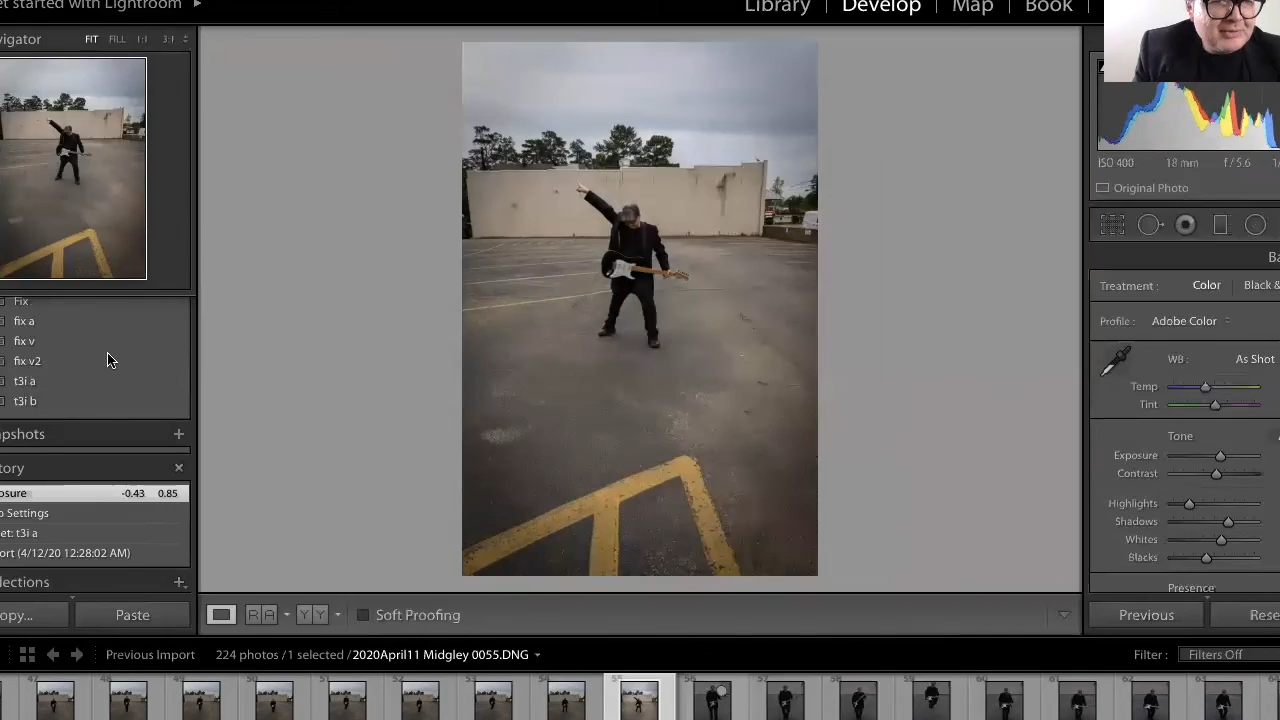 et started with Lightroom
Library | Develop | Map | Book |
vigator FIT FILL 1:1 3:1
ISO 400 18 mm f / 5.6
Original Photo
Ba
Treatment : Color Black &
Profile : Adobe Color
WB : As Shot
Temp
Tint
Tone
Exposure
Contrast
Highlights
Shadows
Whites
Blacks
Presence
Fix
fix a
fix v
fix v2
t3i a
t3i b
apshots
tory
osure -0.43 0.85
p Settings
et: t3i a
ort (4/12/20 12:28:02 AM)
llections
opy... Paste
R A Y Y Soft Proofing
Previous Rese
Previous Import 224 photos / 1 selected / 2020April11 Midgley 0055.DNG Filter : Filters Off